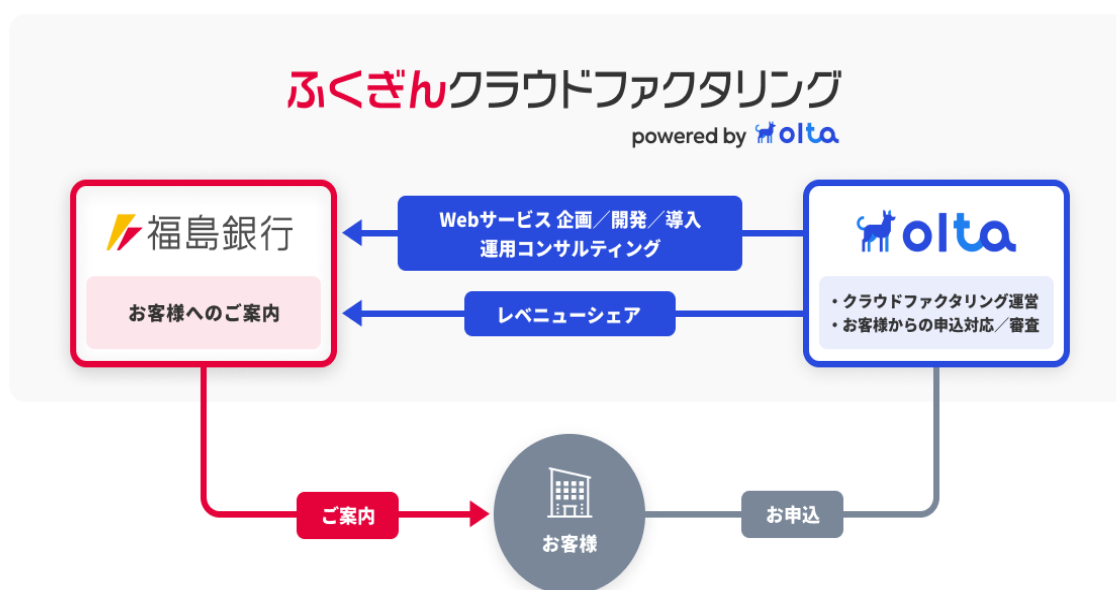 ふくぎんクラウドファクタリング
powered by olta
福島銀行
お客様へのご案内
Webサービス 企画／開発／導入
運用コンサルティング
レベニューシェア
olta
・クラウドファクタリング運営
・お客様からの申込対応／審査
ご案内
お客様
お申込